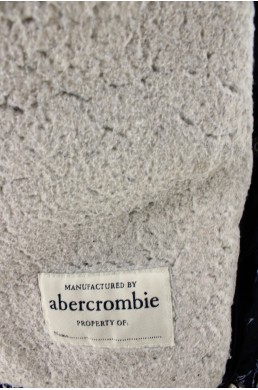 MANUFACTURED BY
abercrombie
PROPERTY OF: